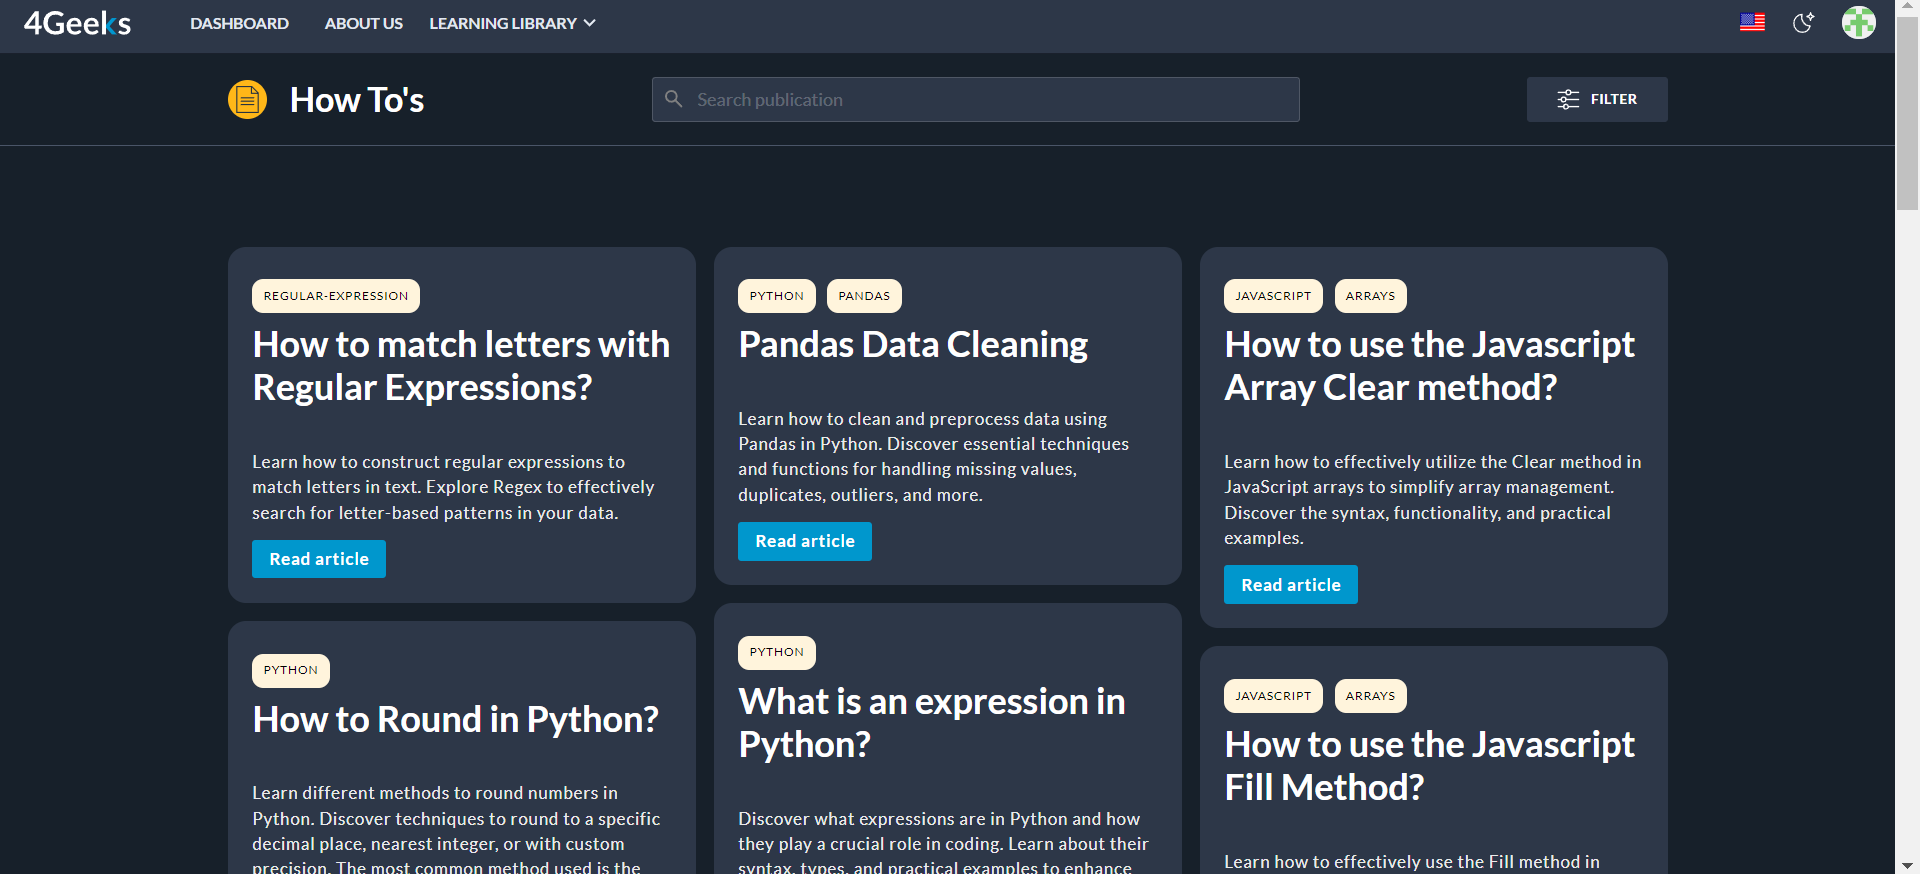 4Geeks
DASHBOARD
ABOUT US
LEARNING LIBRARY
How To's
Search publication
FILTER
REGULAR-EXPRESSION
How to match letters with
Regular Expressions?
Learn how to construct regular expressions to
match letters in text. Explore Regex to effectively
search for letter-based patterns in your data.
Read article
PYTHON
PANDAS
Pandas Data Cleaning
Learn how to clean and preprocess data using
Pandas in Python. Discover essential techniques
and functions for handling missing values,
duplicates, outliers, and more.
Read article
JAVASCRIPT
ARRAYS
How to use the Javascript
Array Clear method?
Learn how to effectively utilize the Clear method in
JavaScript arrays to simplify array management.
Discover the syntax, functionality, and practical
examples.
Read article
PYTHON
How to Round in Python?
Learn different methods to round numbers in
Python. Discover techniques to round to a specific
decimal place, nearest integer, or with custom
precision. The most common method used is the
PYTHON
What is an expression in
Python?
Discover what expressions are in Python and how
they play a crucial role in coding. Learn about their
syntax, types, and practical examples to enhance
JAVASCRIPT
ARRAYS
How to use the Javascript
Fill Method?
Learn how to effectively use the Fill method in